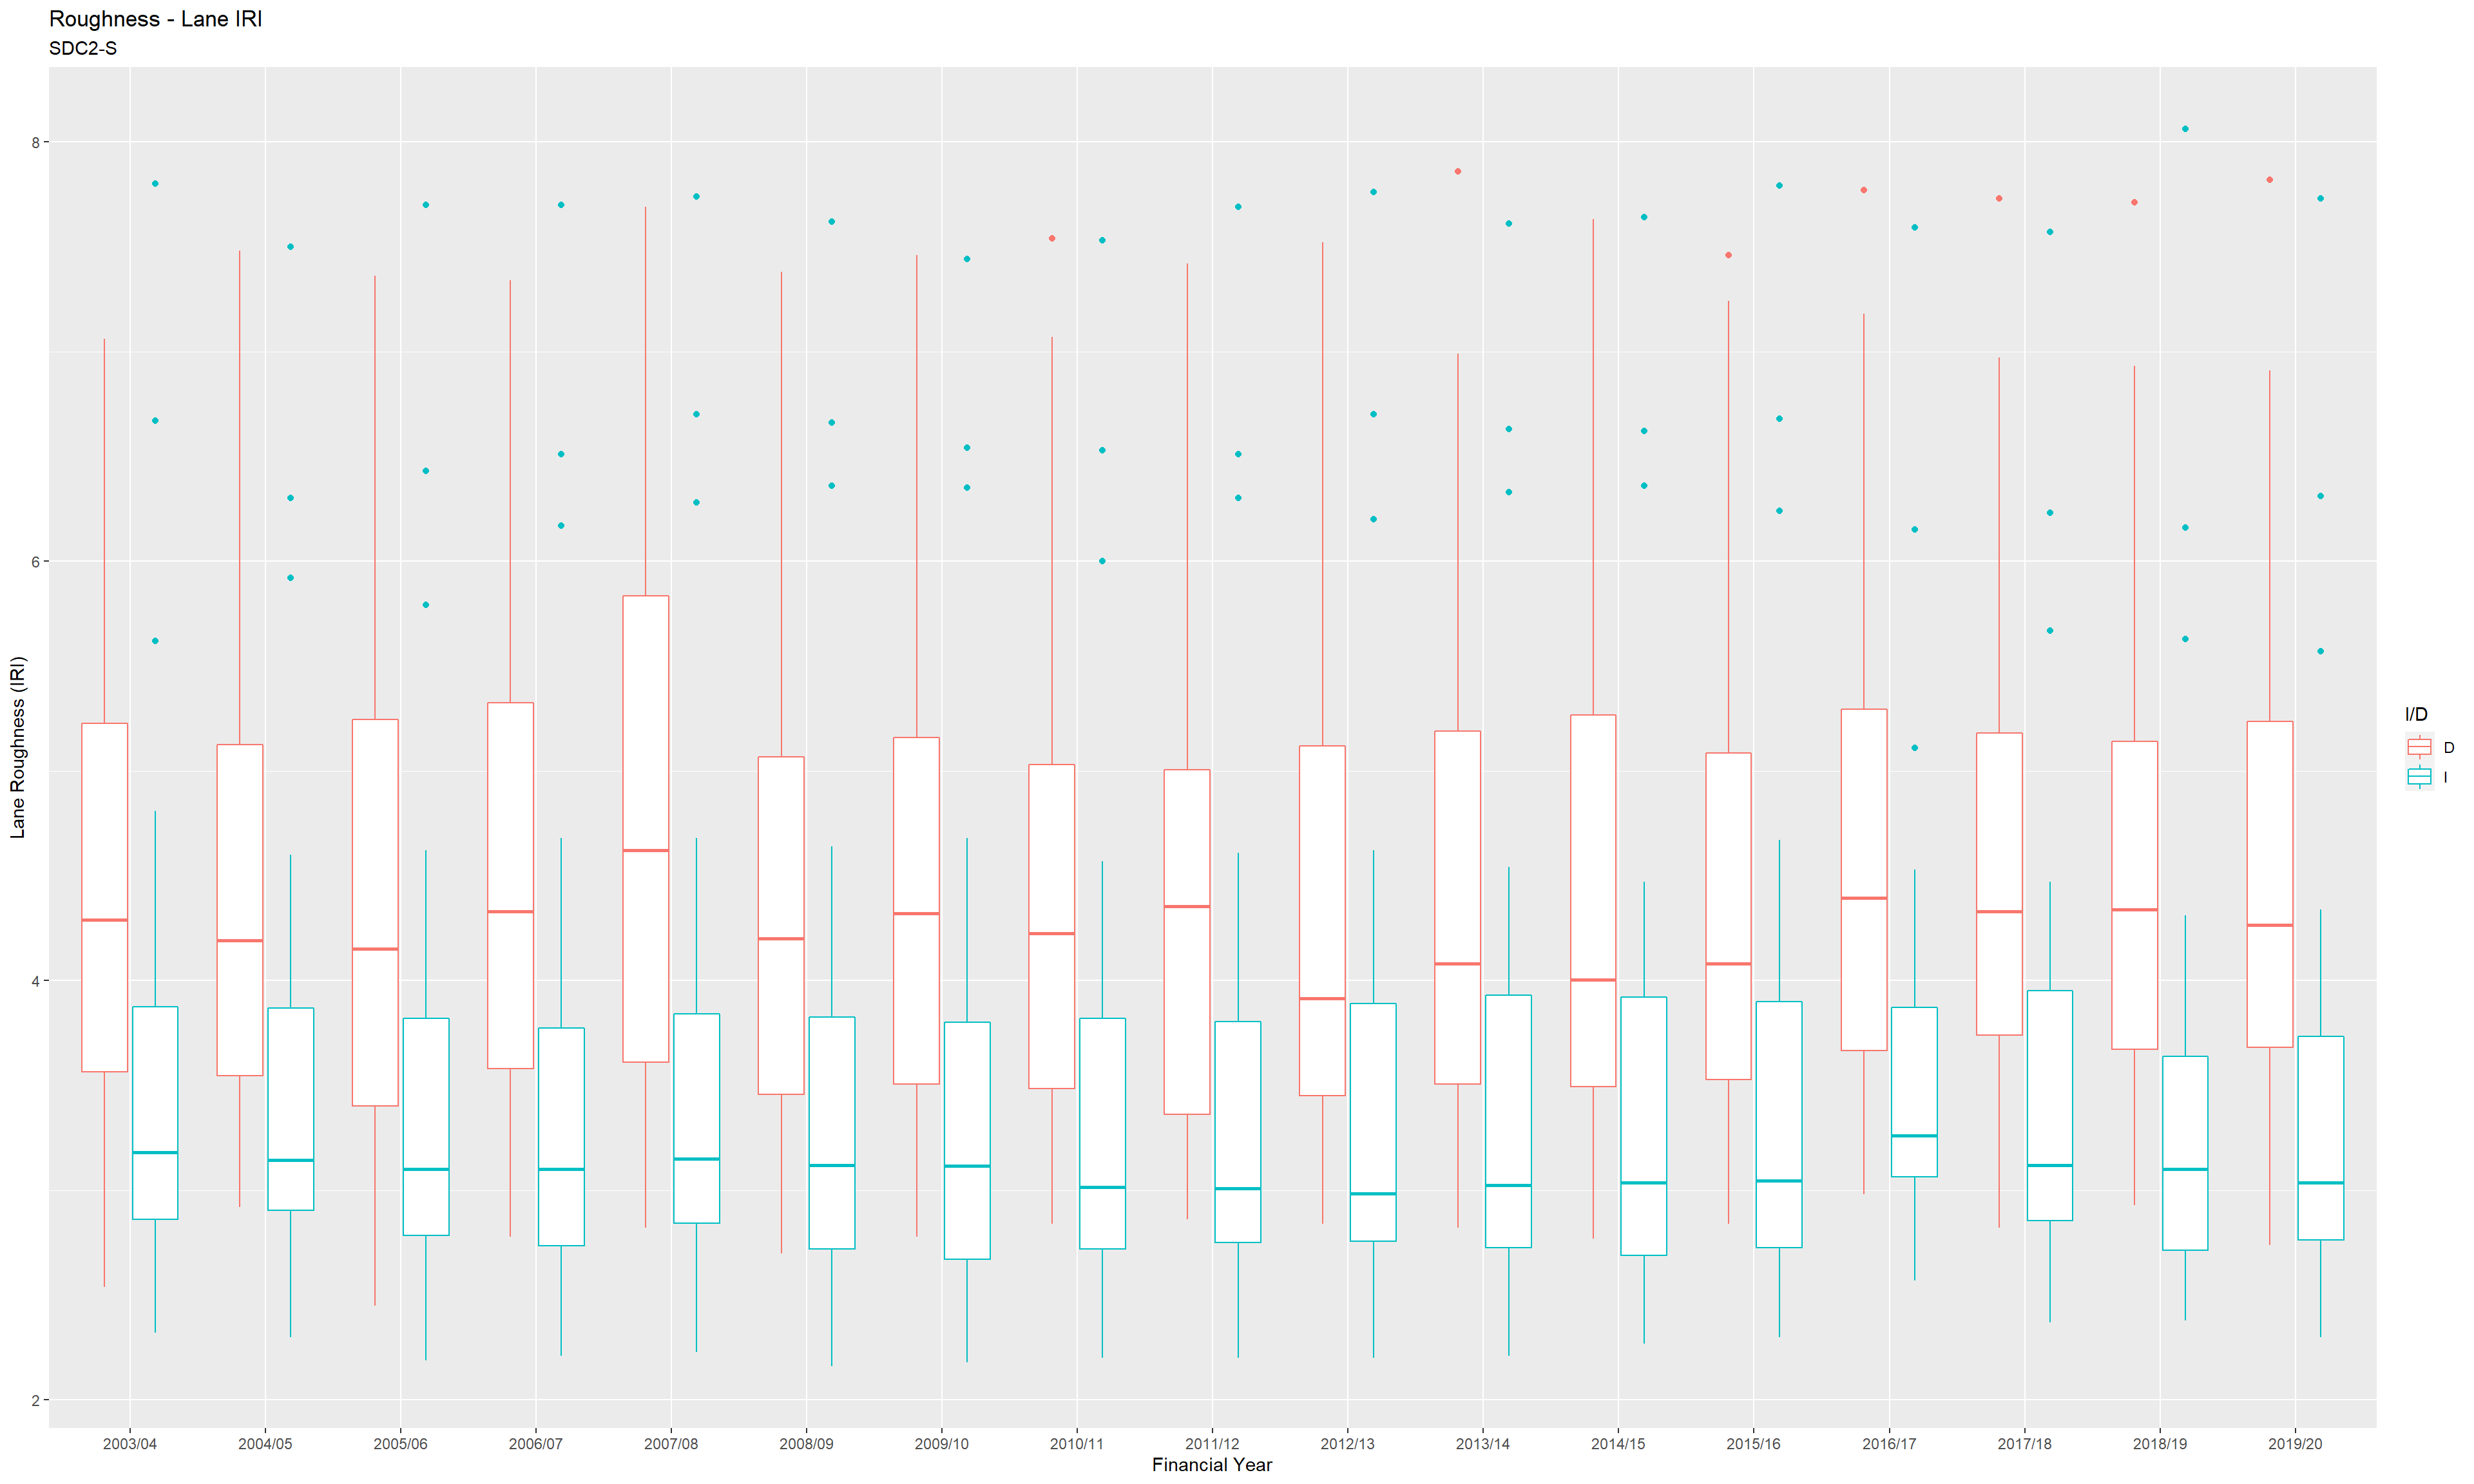 Roughness - Lane IRI
SDC2-S
8
6
4
2
Lane Roughness (IRI)
2003/04 2004/05 2005/06 2006/07 2007/08 2008/09 2009/10 2010/11 2011/12 2012/13 2013/14 2014/15 2015/16 2016/17 2017/18 2018/19 2019/20
Financial Year
I/D
D
I